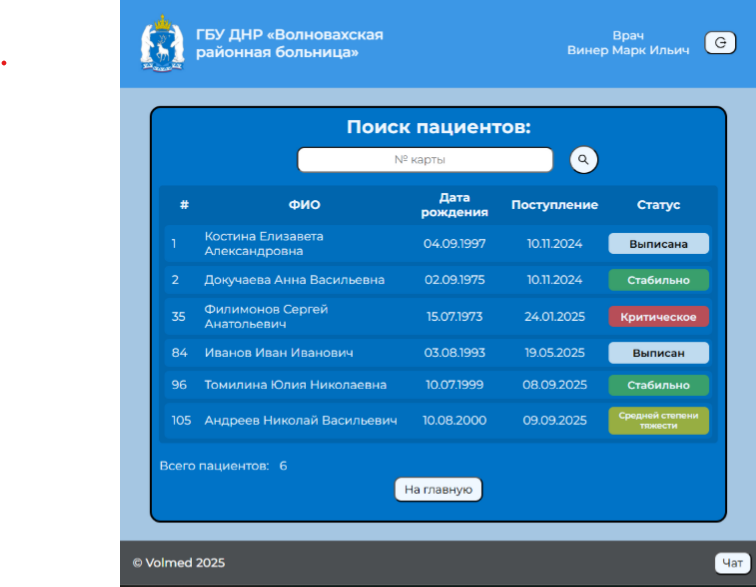 ГБУ ДНР «Волновахская
районная больница»
Врач
Винер Марк Ильич
Поиск пациентов:
№ карты
# ФИО Дата рождения Поступление Статус
1 Костина Елизавета Александровна 04.09.1997 10.11.2024 Выписана
2 Докучаева Анна Васильевна 02.09.1975 10.11.2024 Стабильно
35 Филимонов Сергей Анатольевич 15.07.1973 24.01.2025 Критическое
84 Иванов Иван Иванович 03.08.1993 19.05.2025 Выписан
96 Томилина Юлия Николаевна 10.07.1999 08.09.2025 Стабильно
105 Андреев Николай Васильевич 10.08.2000 09.09.2025 Средней степени тяжести
Всего пациентов: 6
На главную
© Volmed 2025
Чат